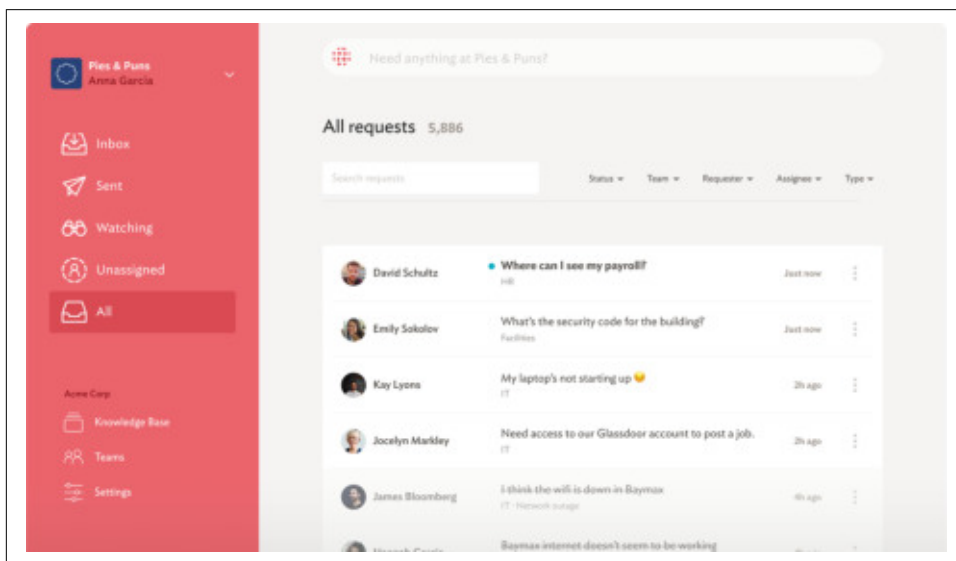 Pies & Puns
Anna Garcia
Inbox
Sent
Watching
Unassigned
All
Acme Corp
Knowledge Base
Teams
Settings
Need anything at Pies & Puns?
All requests 5,886
Search requests
Status Team Requester Assignee Type
David Schultz Where can I see my payroll? Just now
HR
Emily Sokolov What's the security code for the building? Just now
Facilities
Kay Lyons My laptop's not starting up 😔 2h ago
IT
Jocelyn Markley Need access to our Glassdoor account to post a job. 2h ago
IT
James Bloomberg I think the wifi is down in Baymax 4h ago
IT · Network outage
Baymax internet doesn't seem to be working